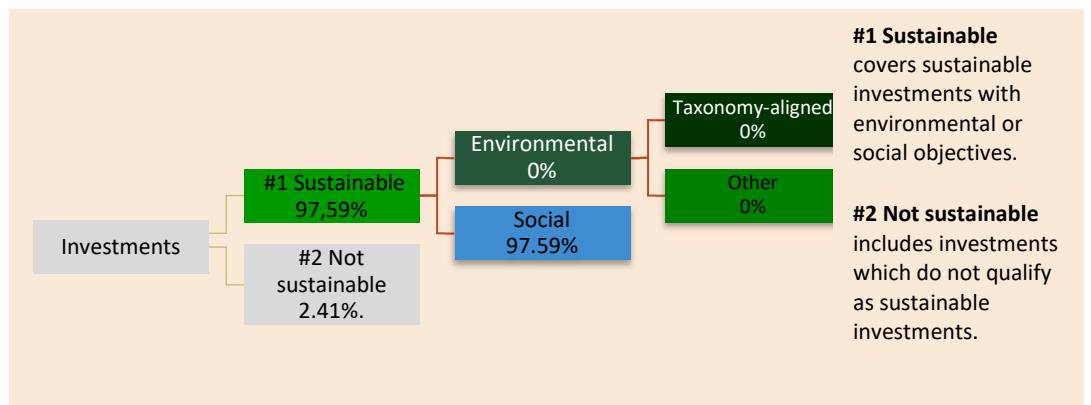 Investments
#1 Sustainable
97,59%
#2 Not
sustainable
2.41%.
Environmental
0%
Social
97.59%
Taxonomy-aligned
0%
Other
0%
#1 Sustainable
covers sustainable
investments with
environmental or
social objectives.
#2 Not sustainable
includes investments
which do not qualify
as sustainable
investments.